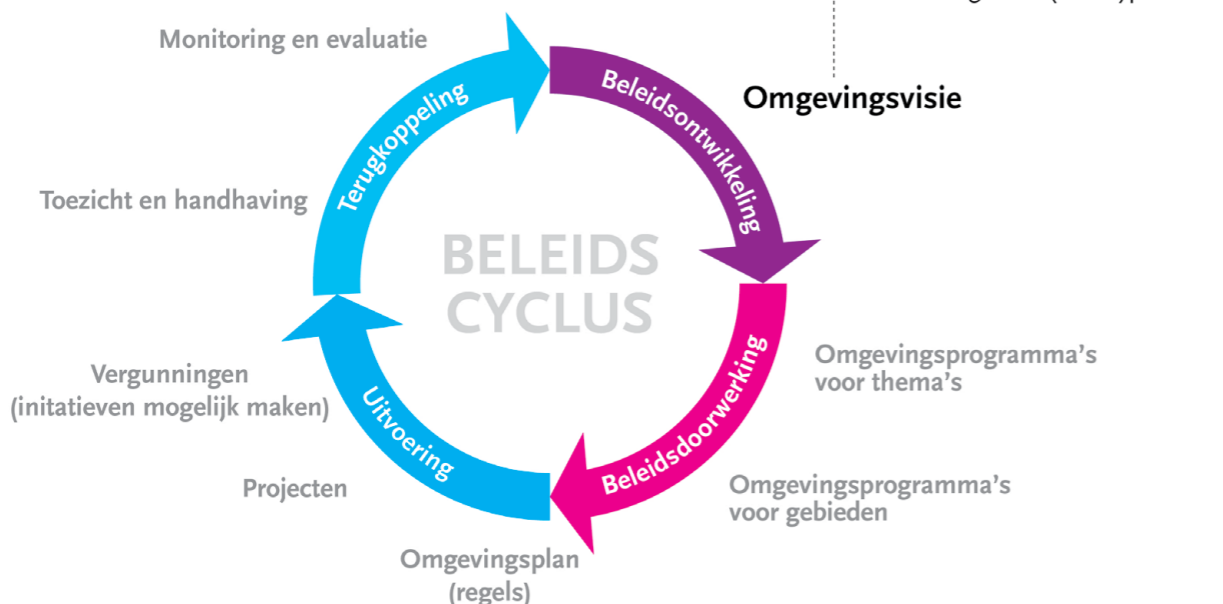 Monitoring en evaluatie
Terugkoppeling
Beleidsontwikkeling
Omgevingsvisie
Toezicht en handhaving
BELEIDS
CYCLUS
Omgevingsprogramma's
voor thema's
Vergunningen
(initatieven mogelijk maken)
Uitvoering
Beleidsdoorwerking
Projecten
Omgevingsprogramma's
voor gebieden
Omgevingsplan
(regels)